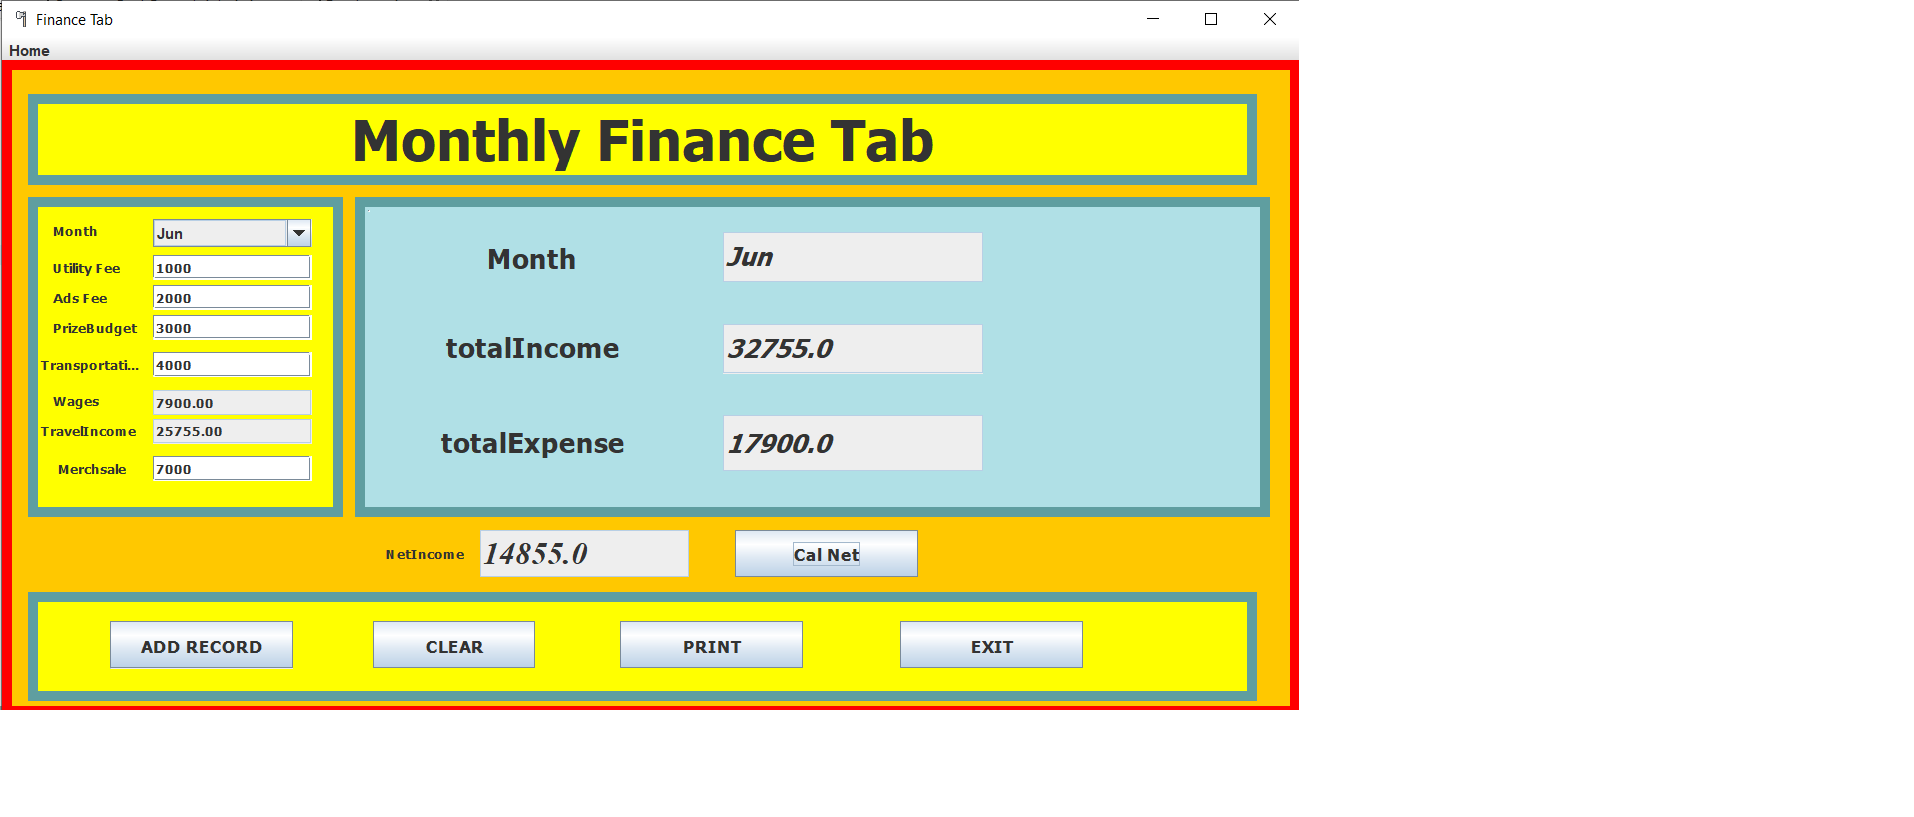 Finance Tab
Home
Monthly Finance Tab
Month Jun
Utility Fee 1000
Ads Fee 2000
PrizeBudget 3000
Transportati... 4000
Wages 7900.00
TravelIncome 25755.00
Merchsale 7000
Month Jun
totalIncome 32755.0
totalExpense 17900.0
NetIncome 14855.0 Cal Net
ADD RECORD CLEAR PRINT EXIT